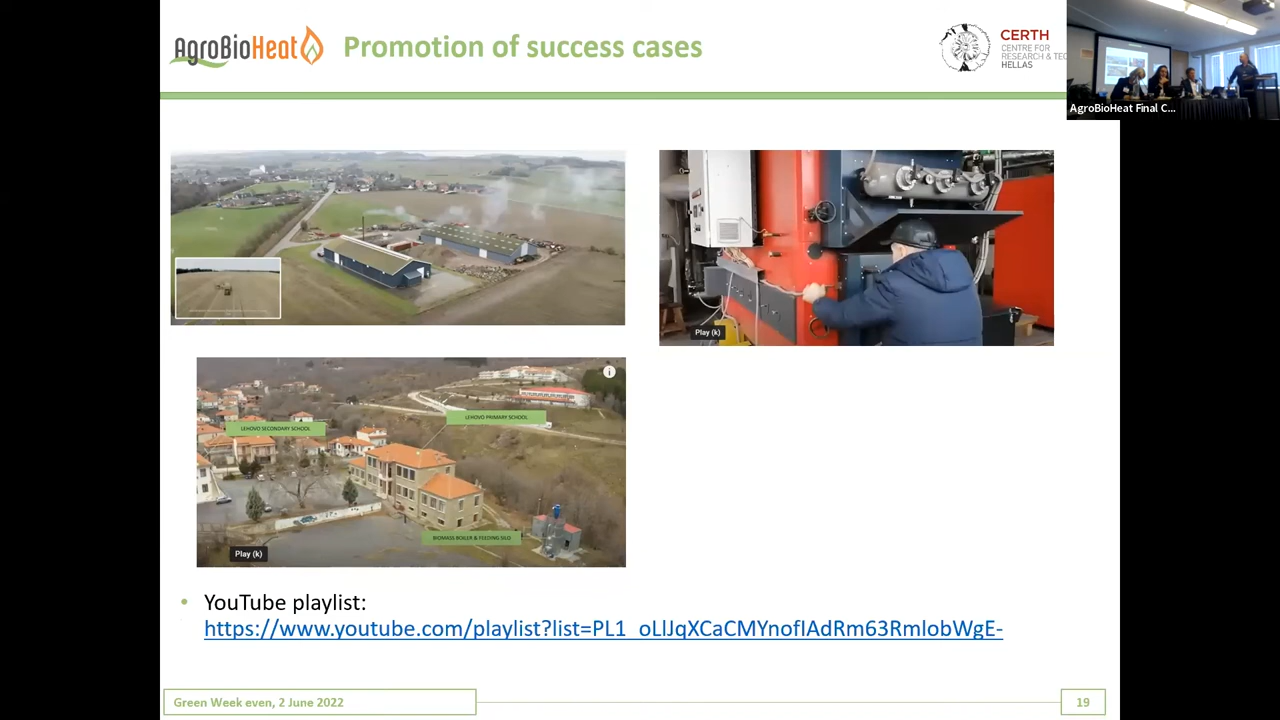 AgroBioHeat
Promotion of success cases
CERTH
CENTRE FOR
RESEARCH & TEC
HELLAS
AgroBioHeat Final C...
Play (k)
LEHOVO PRIMARY SCHOOL
LEHOVO SECONDARY SCHOOL
BIOMASS BOILER & FEEDING SILO
Play (k)
• YouTube playlist:
https://www.youtube.com/playlist?list=PL1_oLlJqXCaCMYnofIAdRm63RmlobWgE-
Green Week even, 2 June 2022
19